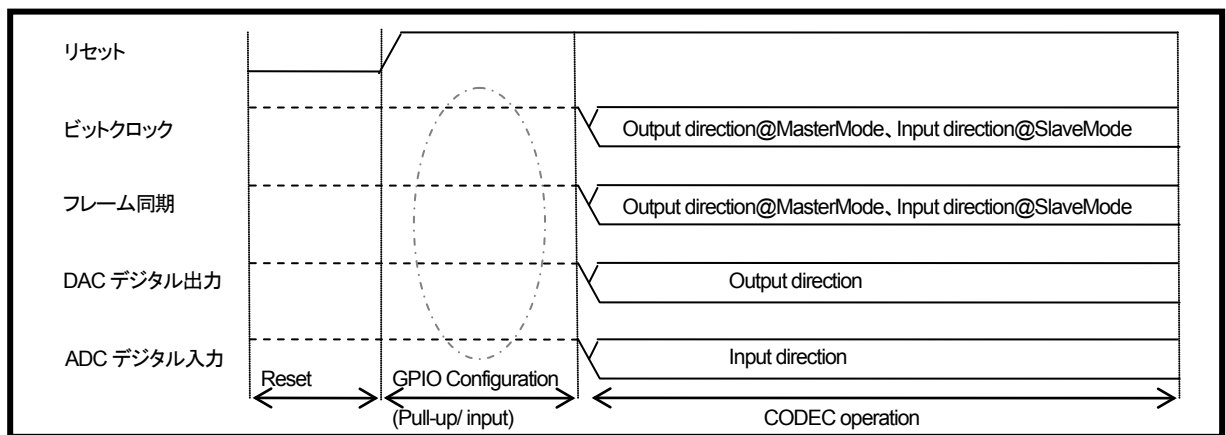 リセット
ビットクロック
Output direction@MasterMode、Input direction@SlaveMode
フレーム同期
Output direction@MasterMode、Input direction@SlaveMode
DAC デジタル出力
Output direction
ADC デジタル入力
Input direction
Reset
GPIO Configuration
(Pull-up/ input)
CODEC operation